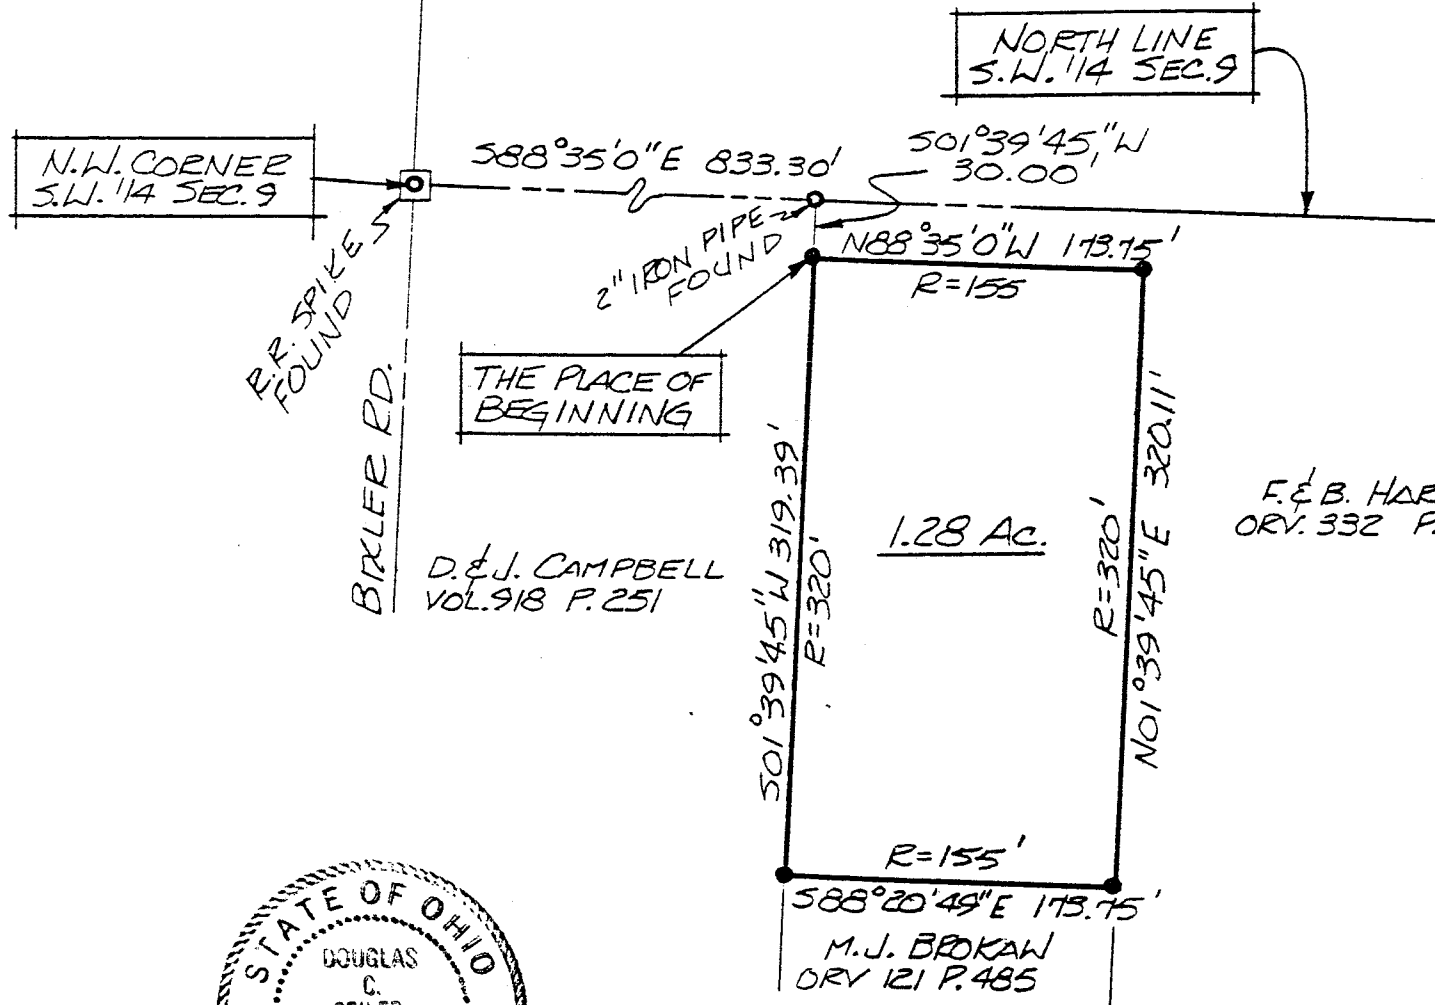 NORTH LINE
S.W. 1/4 SEC. 9
N.W. CORNER
S.W. 1/4 SEC. 9
S88°35'0"E 833.30'
S01°39'45"W
30.00'
R.R. SPIKE
FOUND
2" IRON PIPE
FOUND
N88°35'0"W 173.75'
R=155
THE PLACE OF
BEGINNING
BIXLER RD.
D. & J. CAMPBELL
VOL. 918 P. 251
S01°39'45"W 319.39'
R=320'
1.28 Ac.
R=320'
N01°39'45"E 320.11'
F. & B. HAR
ORV. 332 P.
R=155'
S88°20'49"E 173.75'
M.J. BROKAW
ORV 121 P. 485
STATE OF OHIO
DOUGLAS
C.